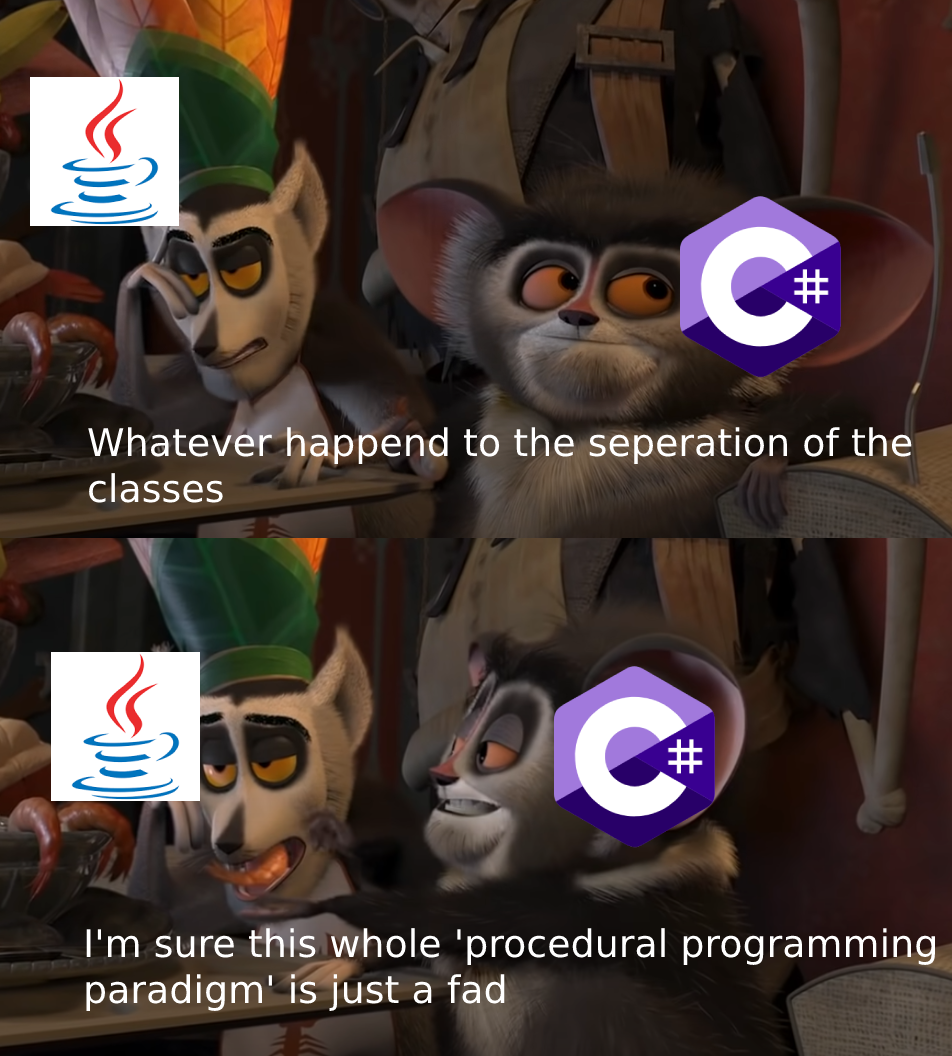 Whatever happend to the seperation of the
classes
C#
I'm sure this whole 'procedural programming
paradigm' is just a fad
C#